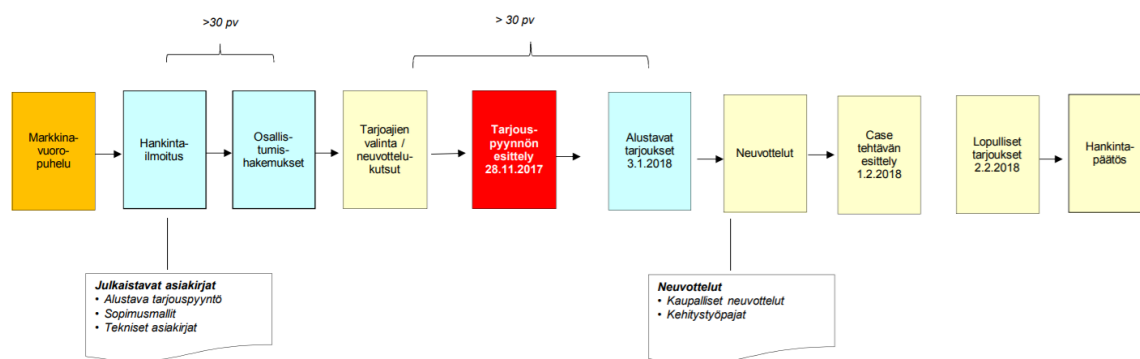 >30 pv
> 30 pv
Markkina-
vuoro-
puhelu
Hankinta-
ilmoitus
Osallis-
tumis-
hakemukset
Tarjoajien
valinta /
neuvottelu-
kutsut
Tarjous-
pyynnön
esittely
28.11.2017
Alustavat
tarjoukset
3.1.2018
Neuvottelut
Case
tehtävän
esittely
1.2.2018
Lopulliset
tarjoukset
2.2.2018
Hankinta-
päätös
Julkaistavat asiakirjat
• Alustava tarjouspyyntö
• Sopimusmallit
• Tekniset asiakirjat
Neuvottelut
• Kaupalliset neuvottelut
• Kehitystyöpajat